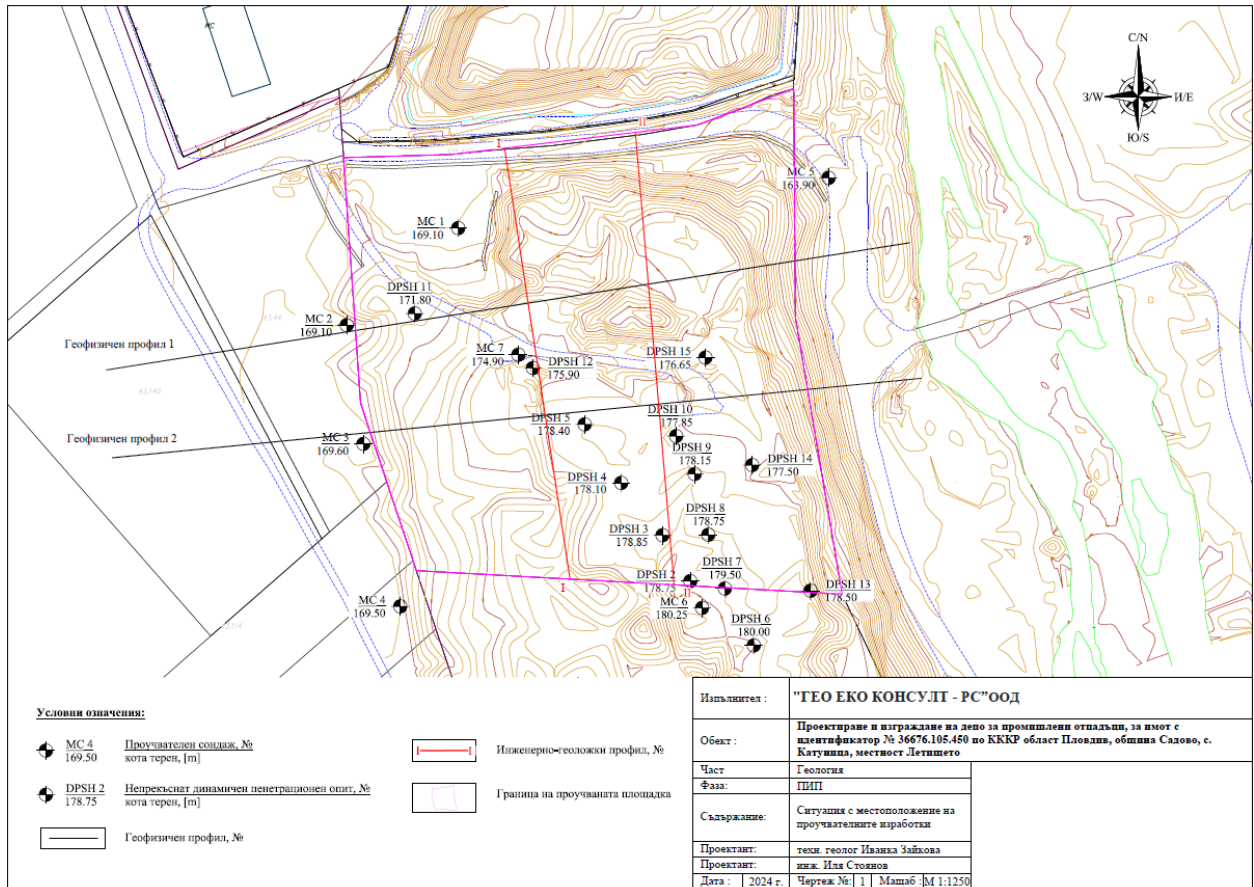 МС
C/N
З/W
И/E
Ю/S
I
II
МС 5
163.90
МС 1
169.10
DPSH 11
171.80
МС 2
169.10
43.44
Геофизичен профил 1
МС 7
174.90
DPSH 12
175.90
DPSH 15
176.65
43.140
DPSH 5
178.40
DPSH 10
177.85
Геофизичен профил 2
МС 3
169.60
DPSH 9
178.15
DPSH 14
177.50
DPSH 4
178.10
DPSH 3
178.85
DPSH 8
178.75
DPSH 2
178.75
DPSH 7
179.50
DPSH 13
178.50
I
II
МС 4
169.50
МС 6
180.25
DPSH 6
180.00
Условни означения:
МС 4
169.50
Проучвателен сондаж, №
кота терен, [m]
I I
Инженерно-геоложки профил, №
DPSH 2
178.75
Непрекъснат динамичен пенетрационен опит, №
кота терен, [m]
Граница на проучваната площадка
Геофизичен профил, №
Изпълнител : "ГЕО ЕКО КОНСУЛТ - РС"ООД
Обект :
Проектиране и изграждане на депо за промишлени отпадъци, за имот с
идентификатор № 36676.105.450 по КККР област Пловдив, община Садово, с.
Катуница, местност Летището
Част Геология
Фаза: ПИП
Съдържание:
Ситуация с местоположение на
проучвателните изработки
Проектант: техн. геолог Иванка Зайкова
Проектант: инж. Иля Стоянов
Дата : 2024 г. Чертеж №: 1 Мащаб : М 1:1250